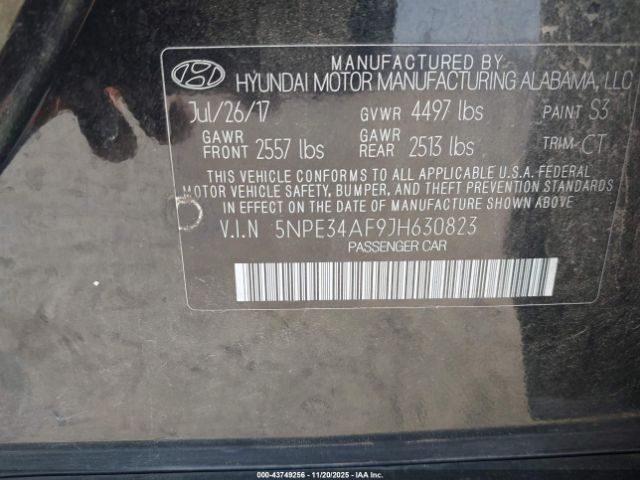 MANUFACTURED BY
HYUNDAI MOTOR MANUFACTURING ALABAMA, LLC
Jul/26/17 GVWR 4497 lbs PAINT S3
GAWR FRONT 2557 lbs GAWR REAR 2513 lbs TRIM CT
THIS VEHICLE CONFORMS TO ALL APPLICABLE U.S.A. FEDERAL
MOTOR VEHICLE SAFETY, BUMPER, AND THEFT PREVENTION STANDARDS
IN EFFECT ON THE DATE OF MANUFACTURE SHOWN ABOVE
V.I.N 5NPE34AF9JH630823
PASSENGER CAR
© IN 000-43749256 - 11/20/2025 - IAA Inc.